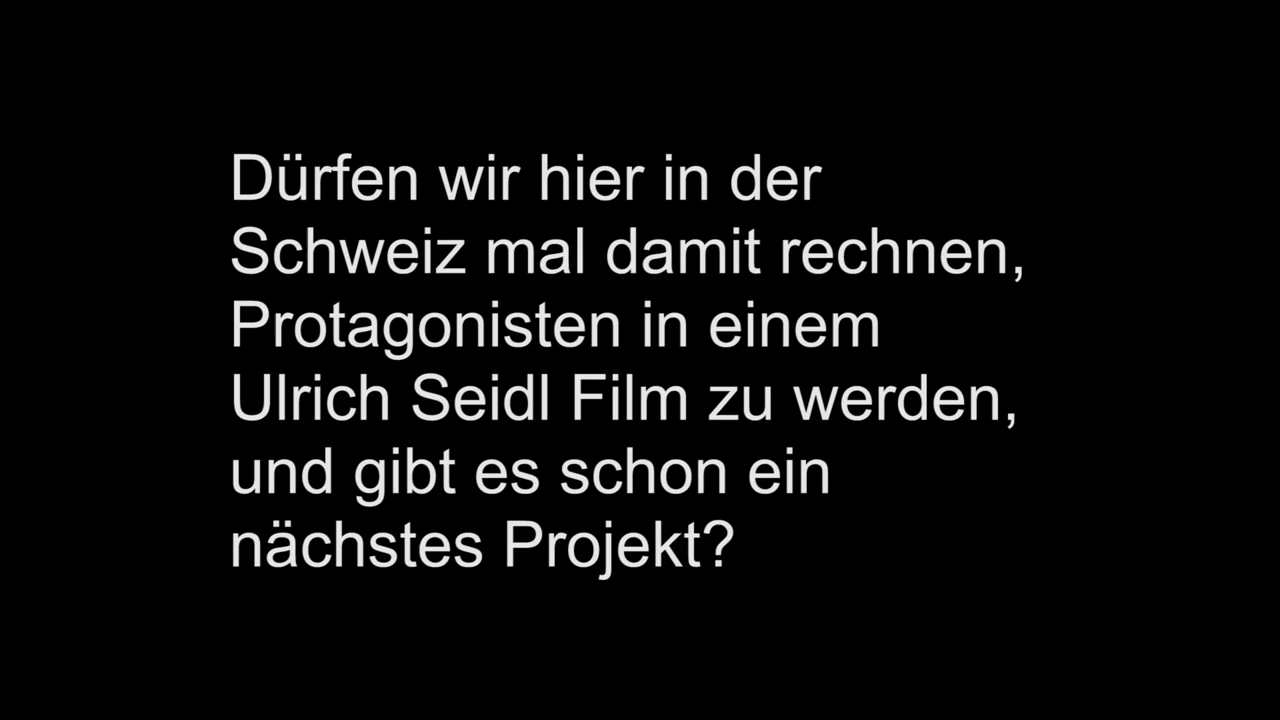 Dürfen wir hier in der
Schweiz mal damit rechnen,
Protagonisten in einem
Ulrich Seidl Film zu werden,
und gibt es schon ein
nächstes Projekt?